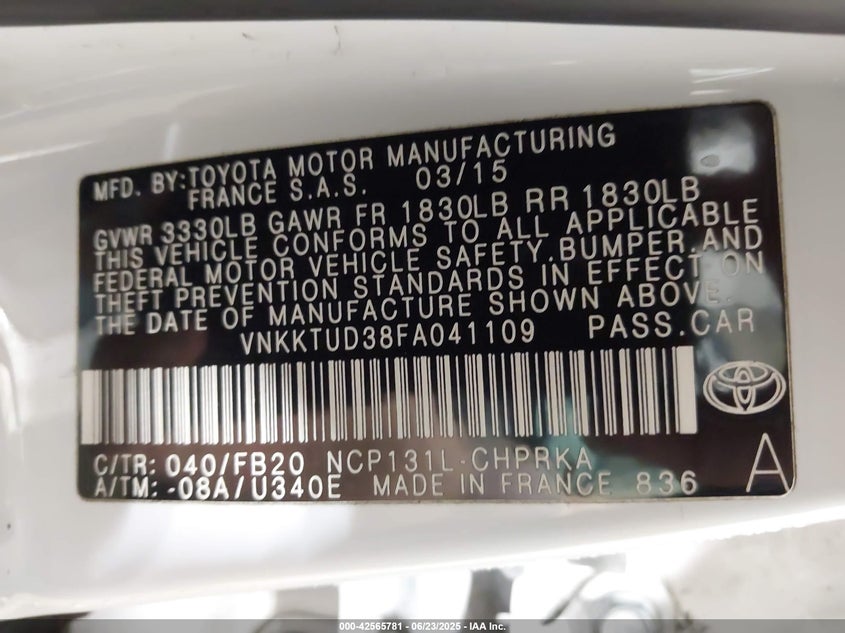 MFD. BY:TOYOTA MOTOR MANUFACTURING
FRANCE S.A.S. 03/15
GVWR 3330LB GAWR FR 1830LB RR 1830LB
THIS VEHICLE CONFORMS TO ALL APPLICABLE
FEDERAL MOTOR VEHICLE SAFETY,BUMPER,AND
THEFT PREVENTION STANDARDS IN EFFECT ON
THE DATE OF MANUFACTURE SHOWN ABOVE.
VNKKTUD38FA041109 PASS.CAR
C/TR: 040/FB20 NCP131L-CHPRKA
A/TM: -08A/U340E MADE IN FRANCE 836
A
000-42565781 - 06/23/2025 - IAA Inc.